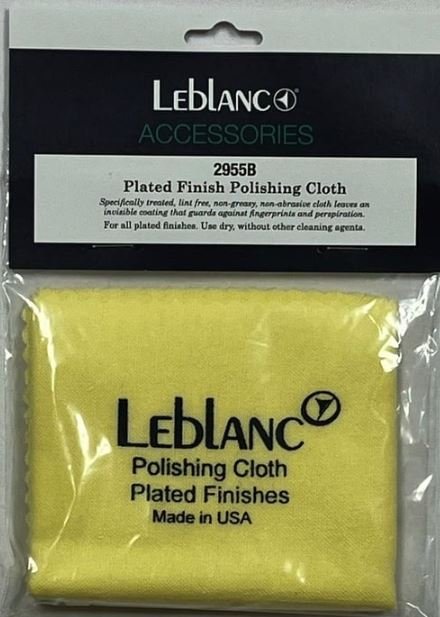 Leblanc
ACCESSORIES
2955B
Plated Finish Polishing Cloth
Specifically treated, lint free, non-greasy, non-abrasive cloth leaves an
invisible coating that guards against fingerprints and perspiration.
For all plated finishes. Use dry, without other cleaning agents.
Leblanc
Polishing Cloth
Plated Finishes
Made in USA